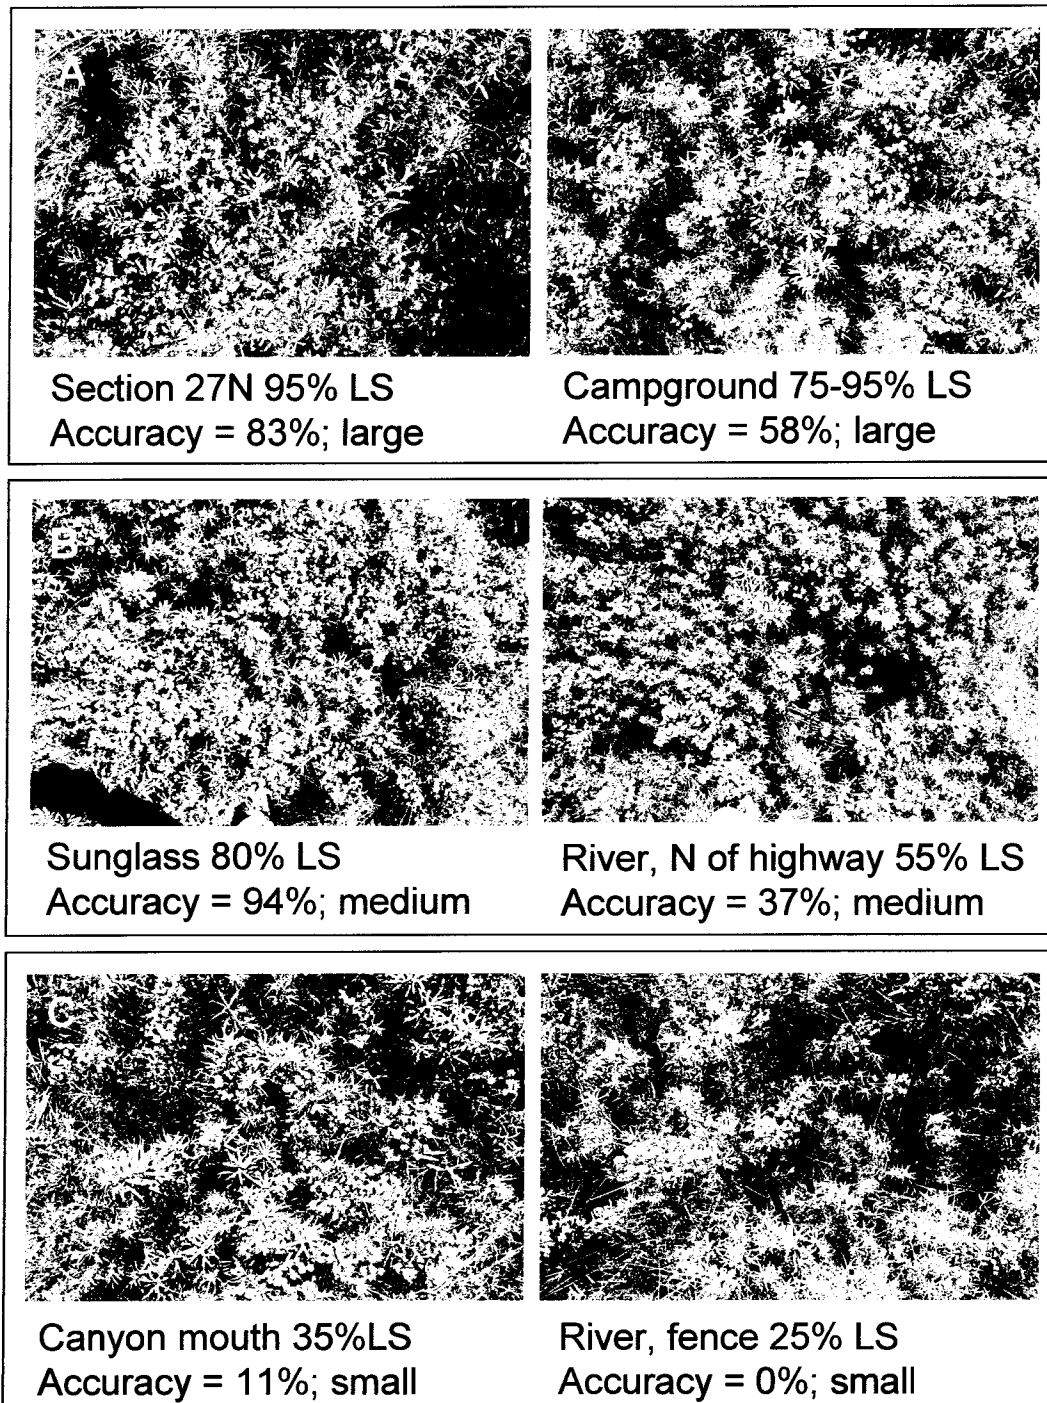 A
Section 27N 95% LS
Accuracy = 83%; large
Campground 75-95% LS
Accuracy = 58%; large
B
Sunglass 80% LS
Accuracy = 94%; medium
River, N of highway 55% LS
Accuracy = 37%; medium
C
Canyon mouth 35%LS
Accuracy = 11%; small
River, fence 25% LS
Accuracy = 0%; small